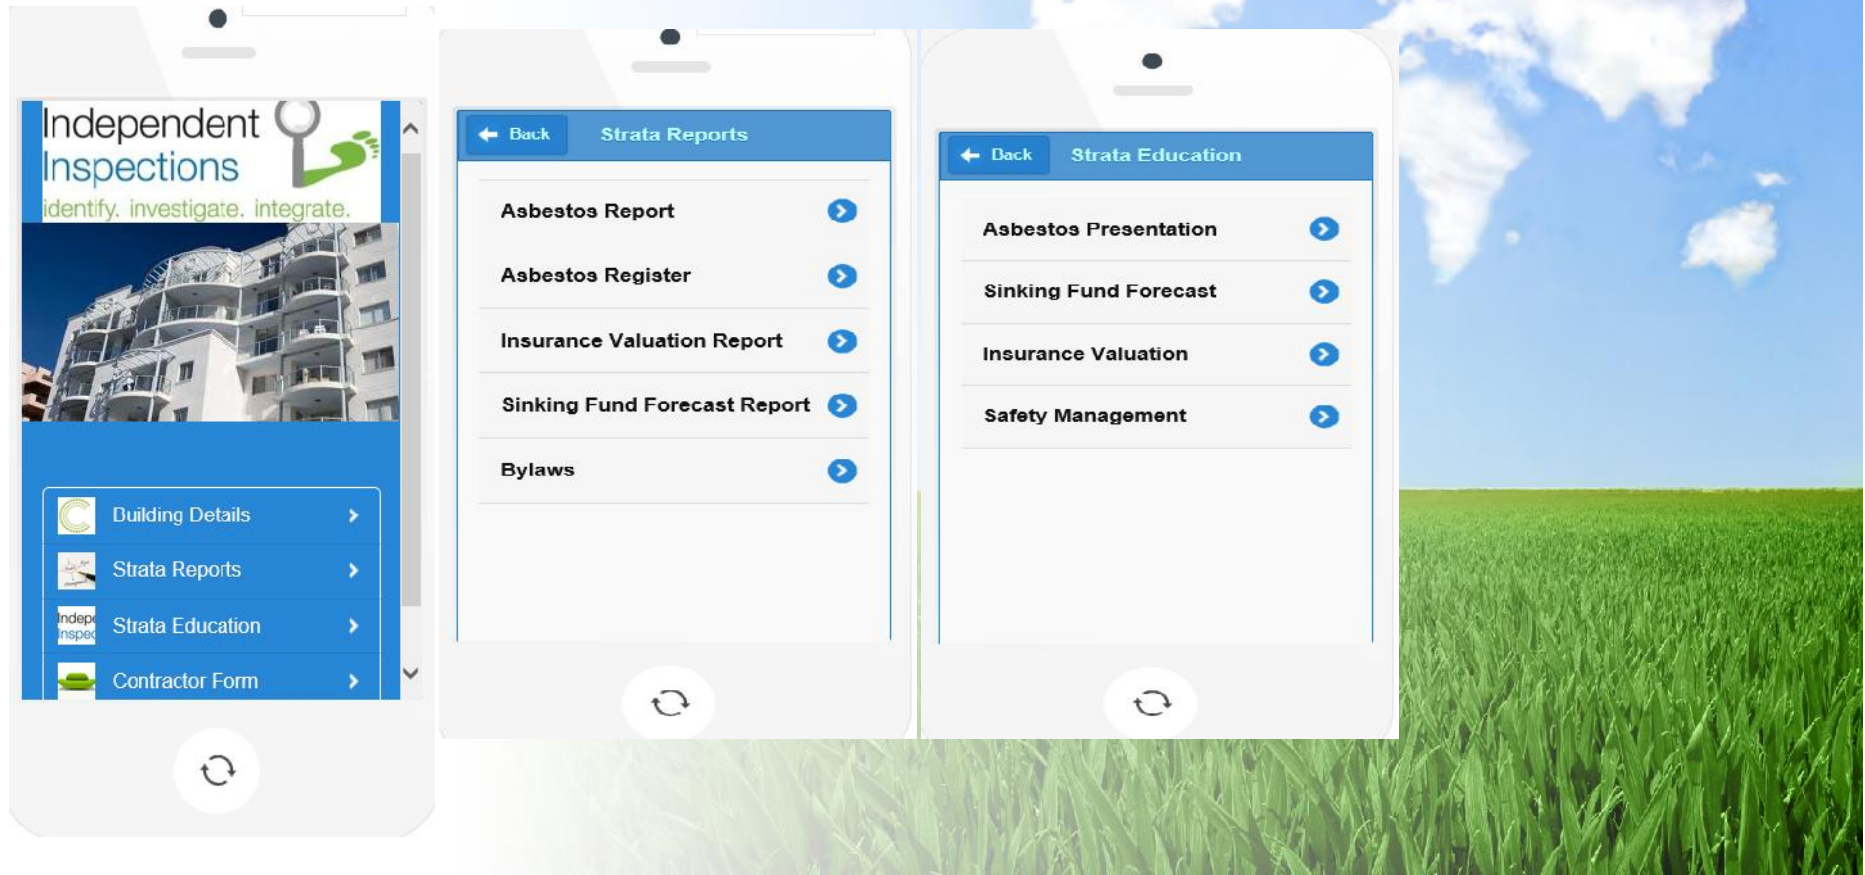 Independent
Inspections
identify. investigate. integrate.
Building Details
Strata Reports
Indepe
Inspec
Strata Education
Contractor Form
Back
Strata Reports
Asbestos Report
Asbestos Register
Insurance Valuation Report
Sinking Fund Forecast Report
Bylaws
Back
Strata Education
Asbestos Presentation
Sinking Fund Forecast
Insurance Valuation
Safety Management